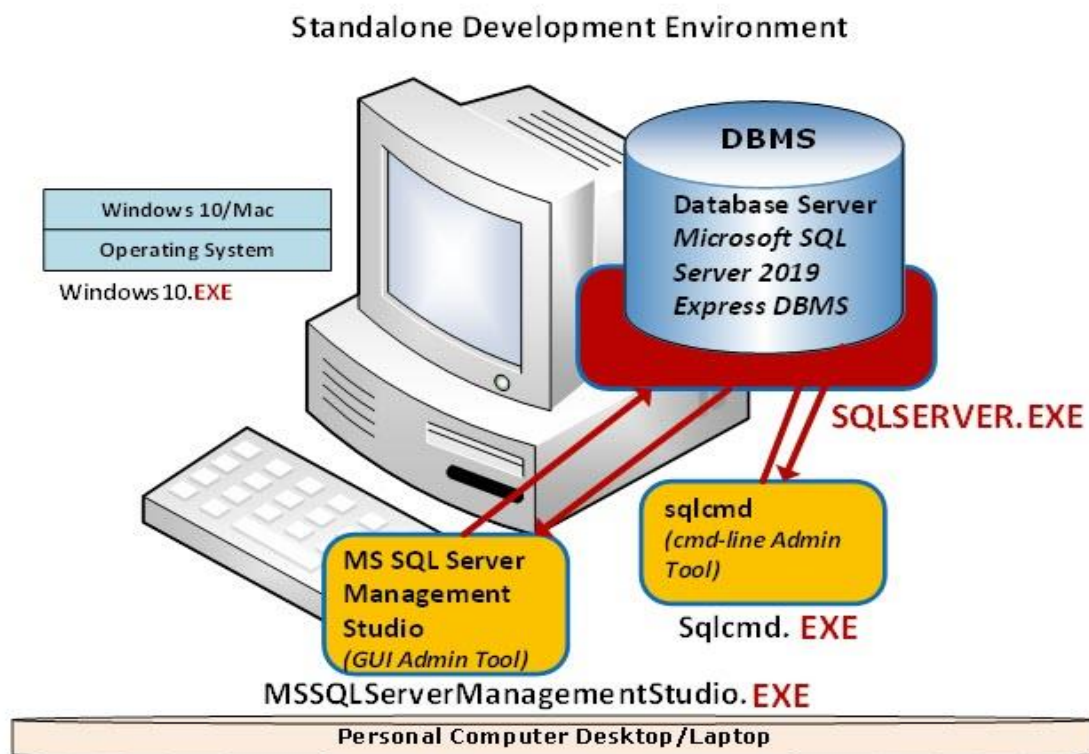 Standalone Development Environment
DBMS
Database Server
Microsoft SQL
Server 2019
Express DBMS
Windows 10/Mac
Operating System
Windows10.EXE
SQLSERVER.EXE
sqlcmd
(cmd-line Admin
Tool)
Sqlcmd. EXE
MS SQL Server
Management
Studio
(GUI Admin Tool)
MSSQLServerManagementStudio. EXE
Personal Computer Desktop/Laptop